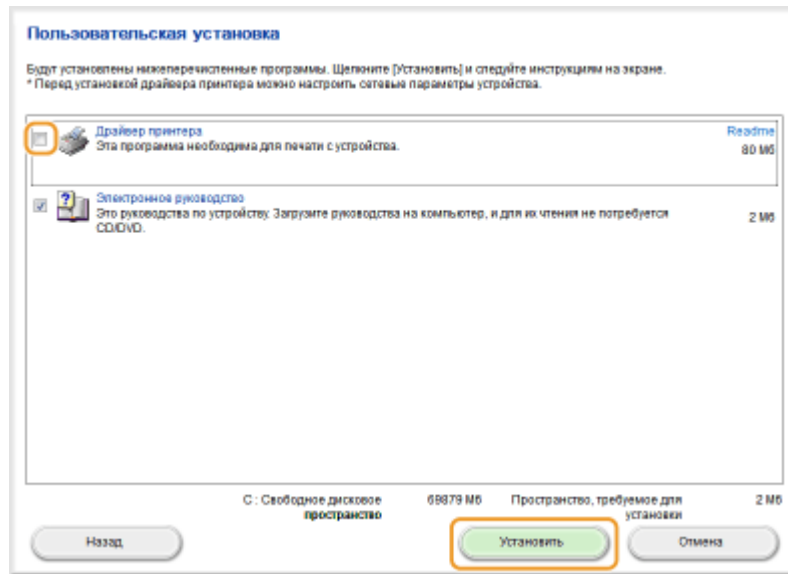 Пользовательская установка
Будут установлены нижеперечисленные программы. Щелкните [Установить] и следуйте инструкциям на экране.
* Перед установкой драйвера принтера можно настроить сетевые параметры устройства.
Драйвер принтера
Readme
Эта программа необходима для печати с устройства.
80 Мб
Электронное руководство
Это руководства по устройству. Загрузите руководства на компьютер, и для их чтения не потребуется
CD/DVD.
2 Мб
C : Свободное дисковое
пространство
69879 Мб
Пространство, требуемое для
установки
2 Мб
Назад
Установить
Отмена